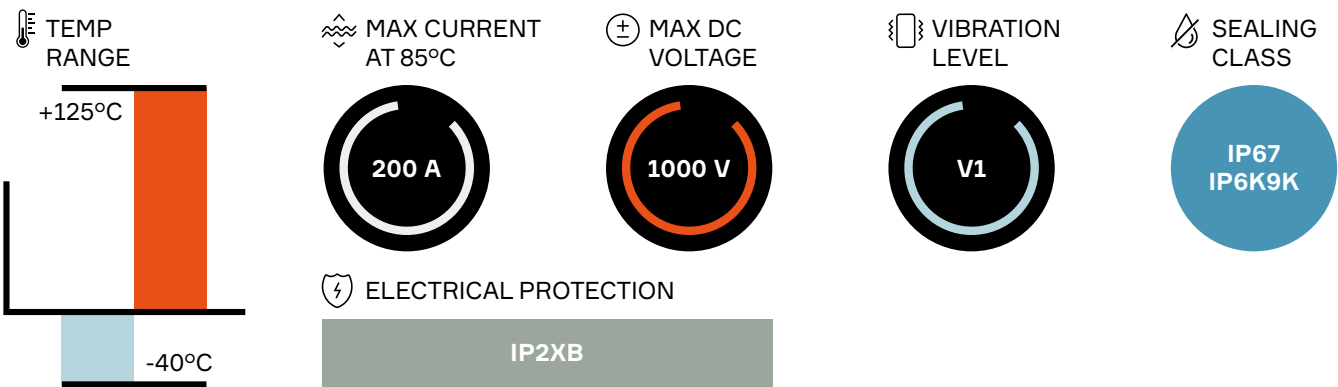 TEMP
RANGE
+125°C
-40°C
MAX CURRENT
AT 85°C
200 A
MAX DC
VOLTAGE
1000 V
VIBRATION
LEVEL
V1
SEALING
CLASS
IP67
IP6K9K
ELECTRICAL PROTECTION
IP2XB